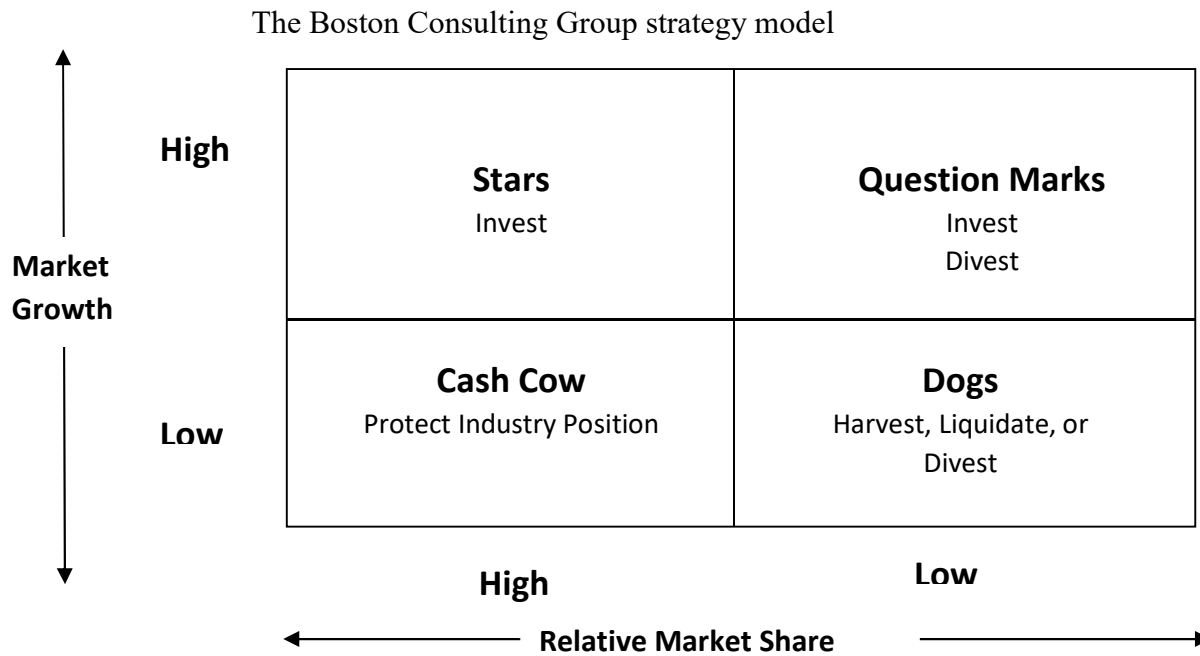 The Boston Consulting Group strategy model
High
Stars
Invest
Question Marks
Invest
Divest
Market
Growth
Cash Cow
Protect Industry Position
Dogs
Harvest, Liquidate, or
Divest
Low
High
Low
Relative Market Share